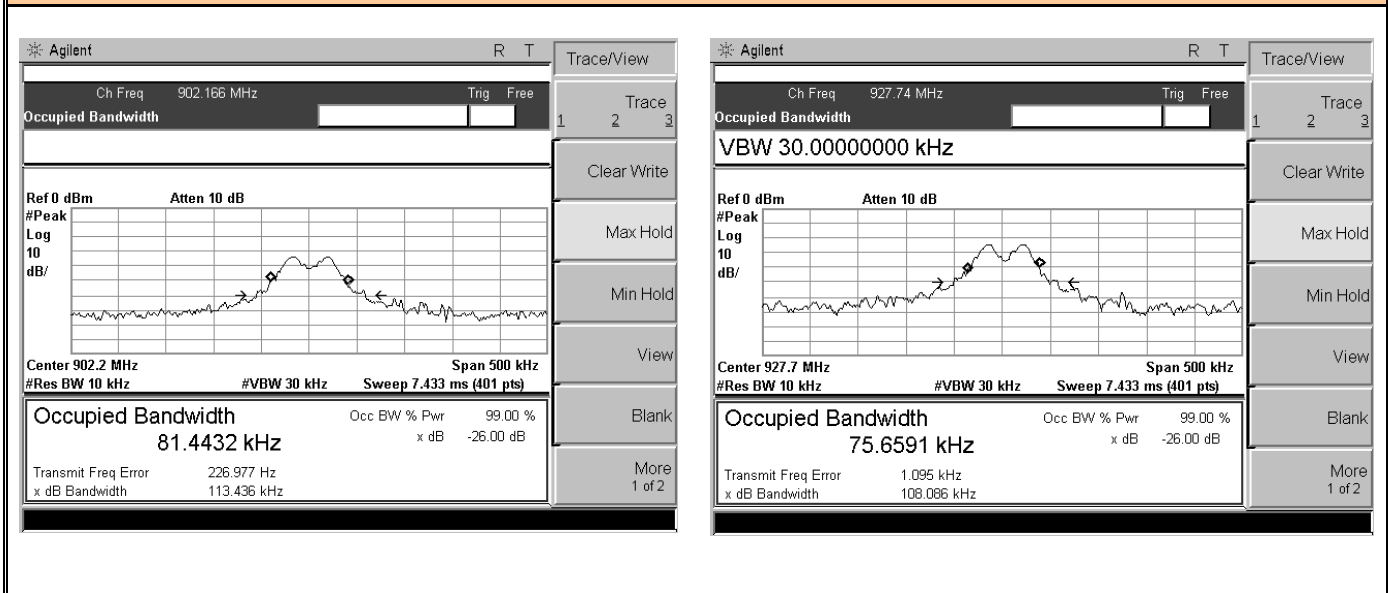 Agilent R T
Trace/View
Ch Freq 902.166 MHz Trig Free
Occupied Bandwidth
Trace
1 2 3
Clear Write
Ref 0 dBm Atten 10 dB
#Peak
Log
10
dB/
Max Hold
Min Hold
View
Center 902.2 MHz Span 500 kHz
#Res BW 10 kHz #VBW 30 kHz Sweep 7.433 ms (401 pts)
Occupied Bandwidth Occ BW % Pwr 99.00 %
81.4432 kHz x dB -26.00 dB
Blank
Transmit Freq Error 226.977 Hz
x dB Bandwidth 113.436 kHz
More
1 of 2
Agilent R T
Trace/View
Ch Freq 927.74 MHz Trig Free
Occupied Bandwidth
Trace
1 2 3
VBW 30.00000000 kHz
Clear Write
Ref 0 dBm Atten 10 dB
#Peak
Log
10
dB/
Max Hold
Min Hold
View
Center 927.7 MHz Span 500 kHz
#Res BW 10 kHz #VBW 30 kHz Sweep 7.433 ms (401 pts)
Occupied Bandwidth Occ BW % Pwr 99.00 %
75.6591 kHz x dB -26.00 dB
Blank
Transmit Freq Error 1.095 kHz
x dB Bandwidth 108.086 kHz
More
1 of 2